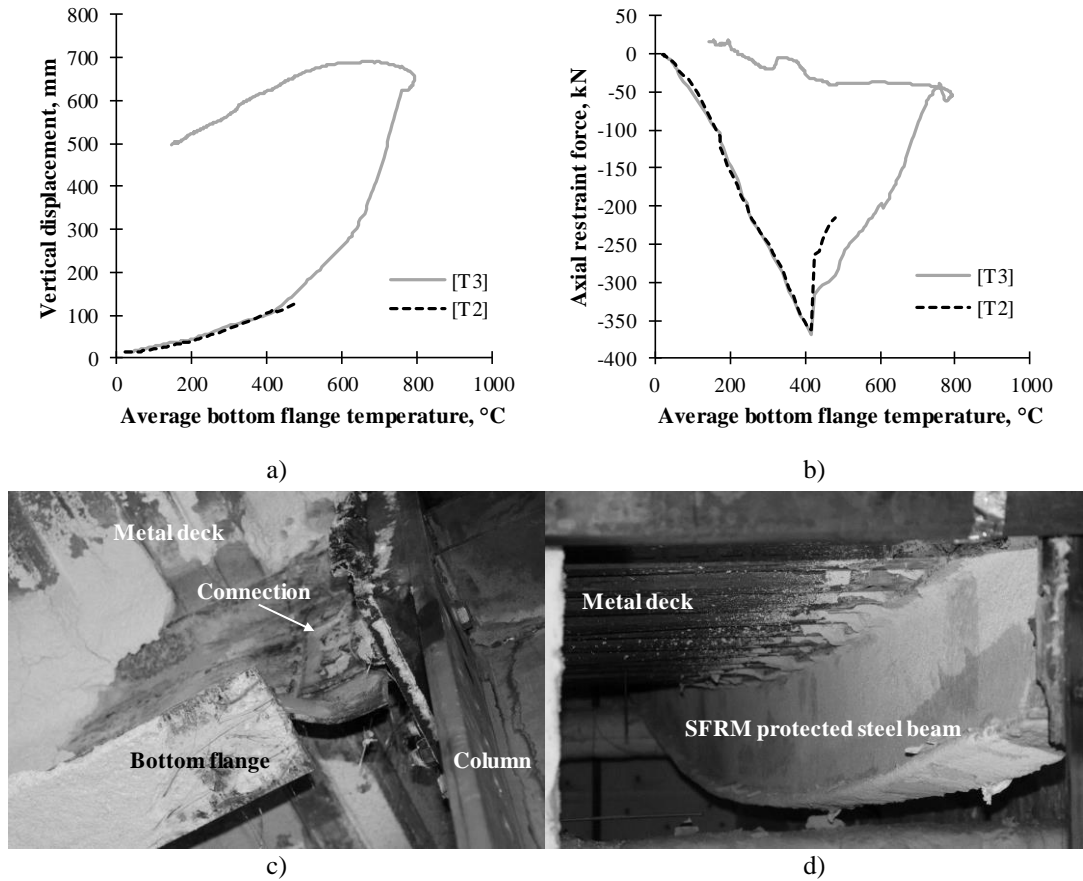 800
700
600
500
400
300
200
100
0
0 200 400 600 800 1000
Vertical displacement, mm
[T3]
[T2]
Average bottom flange temperature, °C
a)
50
0
-50
-100
-150
-200
-250
-300
-350
-400
0 200 400 600 800 1000
Axial restraint force, kN
[T3]
[T2]
Average bottom flange temperature, °C
b)
Metal deck
Connection
Bottom flange
Column
c)
Metal deck
SFRM protected steel beam
d)